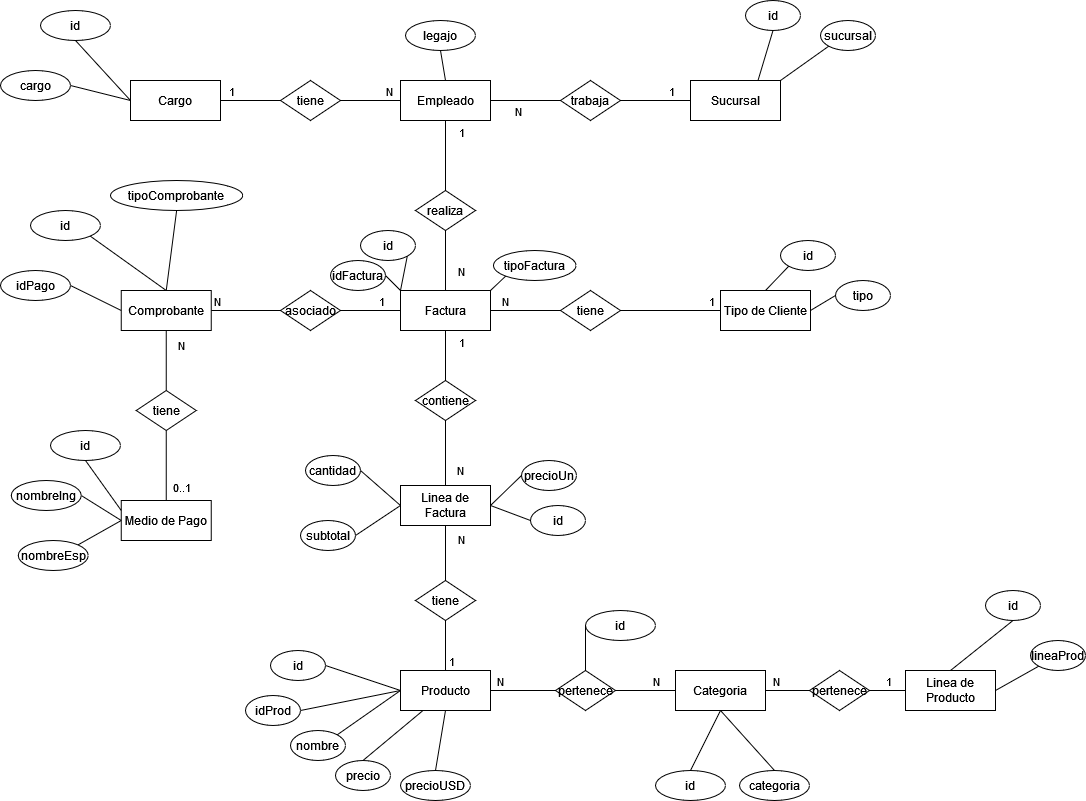 id
legajo
id
sucursal
cargo
Cargo
1
tiene
N
Empleado
N
trabaja
1
Sucursal
1
tipoComprobante
id
realiza
id
idFactura
tipoFactura
id
idPago
N
tipo
Comprobante
N
asociado
1
Factura
N
tiene
1
Tipo de Cliente
N
1
tiene
contiene
id
0..1
nombreIng
Medio de Pago
nombreEsp
cantidad
N
precioUn
Linea de
Factura
subtotal
id
N
tiene
id
id
1
id
lineaProd
Producto
N
pertenece
N
Categoria
N
pertenece
1
Linea de
Producto
idProd
nombre
precio
precioUSD
id
categoria